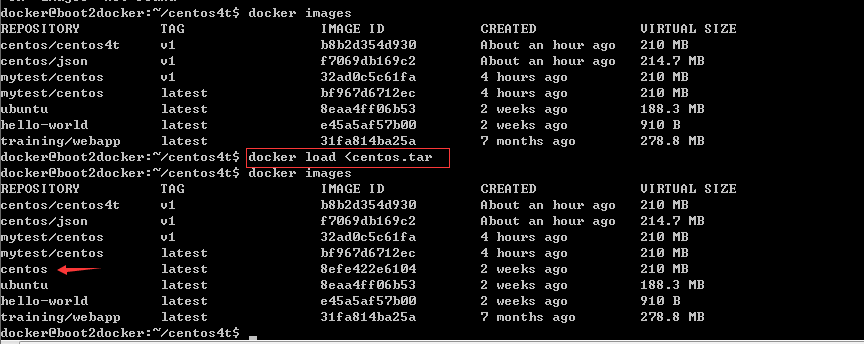 docker@boot2docker:~/centos4t$ docker images
REPOSITORY TAG IMAGE ID CREATED VIRTUAL SIZE
centos/centos4t v1 b8b2d354d930 About an hour ago 210 MB
centos/json v1 f7069db169c2 About an hour ago 214.7 MB
mytest/centos v1 32ad0c5c61fa 4 hours ago 210 MB
mytest/centos latest bf967d6712ec 4 hours ago 210 MB
ubuntu latest 8eaa4ff06b53 2 weeks ago 188.3 MB
hello-world latest e45a5af57b00 2 weeks ago 910 B
training/webapp latest 31fa814ba25a 7 months ago 278.8 MB
docker@boot2docker:~/centos4t$ docker load <centos.tar
docker@boot2docker:~/centos4t$ docker images
REPOSITORY TAG IMAGE ID CREATED VIRTUAL SIZE
centos/centos4t v1 b8b2d354d930 About an hour ago 210 MB
centos/json v1 f7069db169c2 About an hour ago 214.7 MB
mytest/centos v1 32ad0c5c61fa 4 hours ago 210 MB
mytest/centos latest bf967d6712ec 4 hours ago 210 MB
centos latest 8efe422e6104 2 weeks ago 210 MB
ubuntu latest 8eaa4ff06b53 2 weeks ago 188.3 MB
hello-world latest e45a5af57b00 2 weeks ago 910 B
training/webapp latest 31fa814ba25a 7 months ago 278.8 MB
docker@boot2docker:~/centos4t$